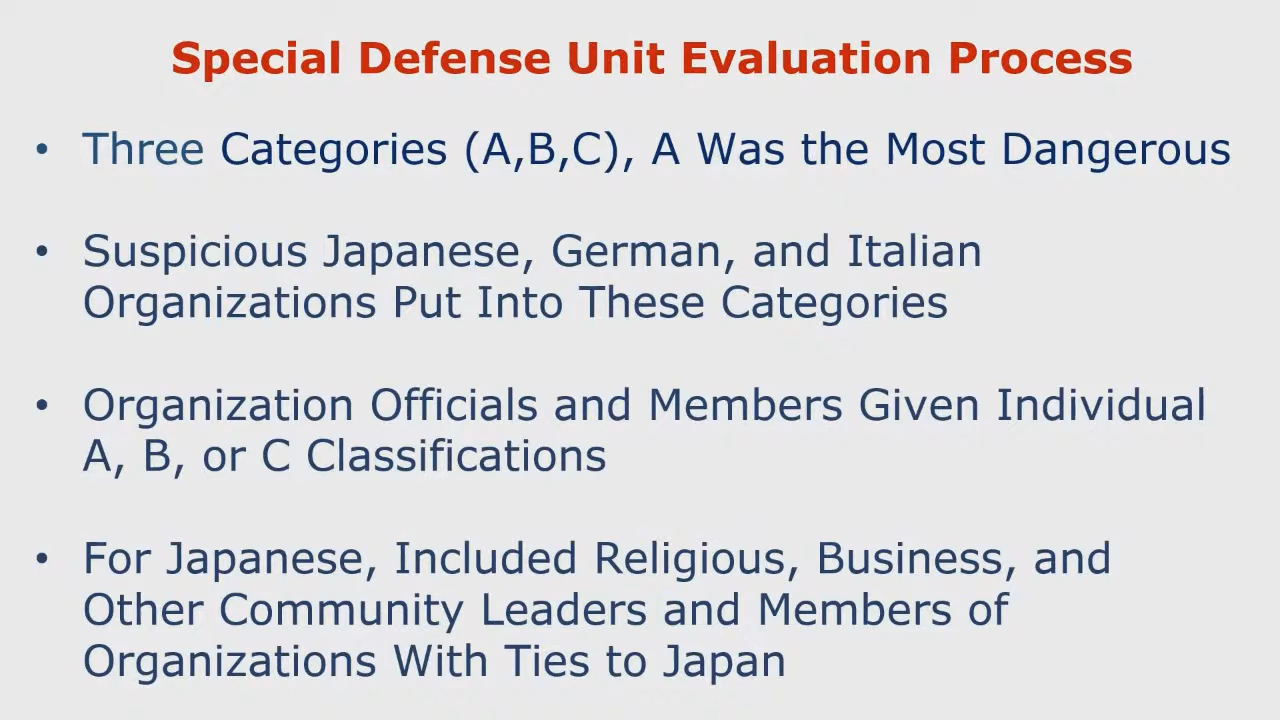 Special Defense Unit Evaluation Process
• Three Categories (A,B,C), A Was the Most Dangerous
• Suspicious Japanese, German, and Italian
Organizations Put Into These Categories
• Organization Officials and Members Given Individual
A, B, or C Classifications
• For Japanese, Included Religious, Business, and
Other Community Leaders and Members of
Organizations With Ties to Japan